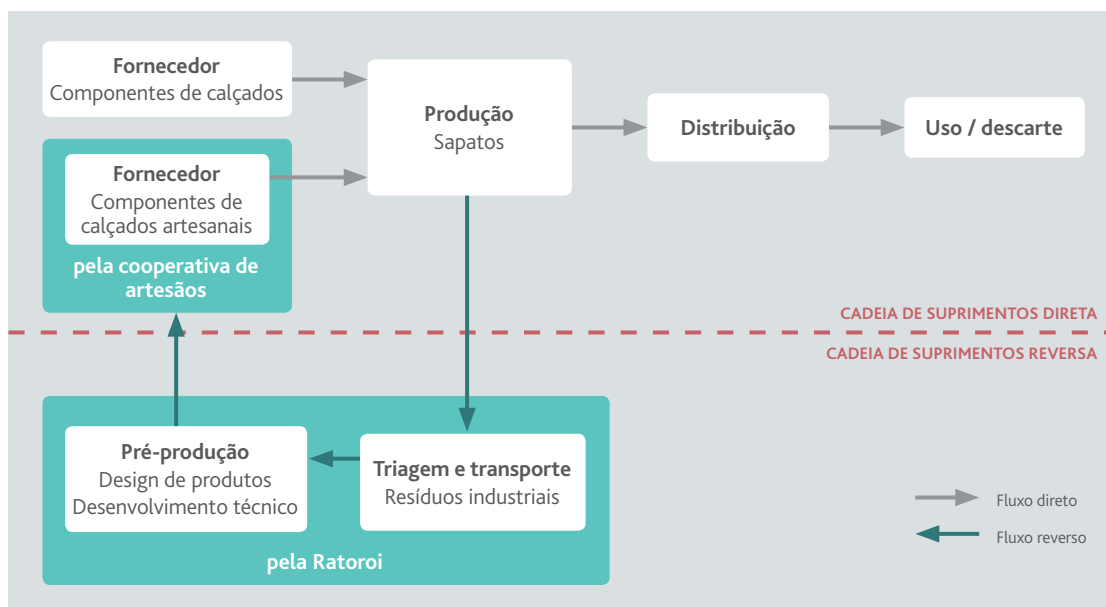 Fornecedor
Componentes de calçados
Produção
Sapatos
Distribuição
Uso / descarte
Fornecedor
Componentes de
calçados artesanais
pela cooperativa de
artesãos
CADEIA DE SUPRIMENTOS DIRETA
CADEIA DE SUPRIMENTOS REVERSA
Pré-produção
Design de produtos
Desenvolvimento técnico
Triagem e transporte
Resíduos industriais
pela Ratoroi
Fluxo direto
Fluxo reverso